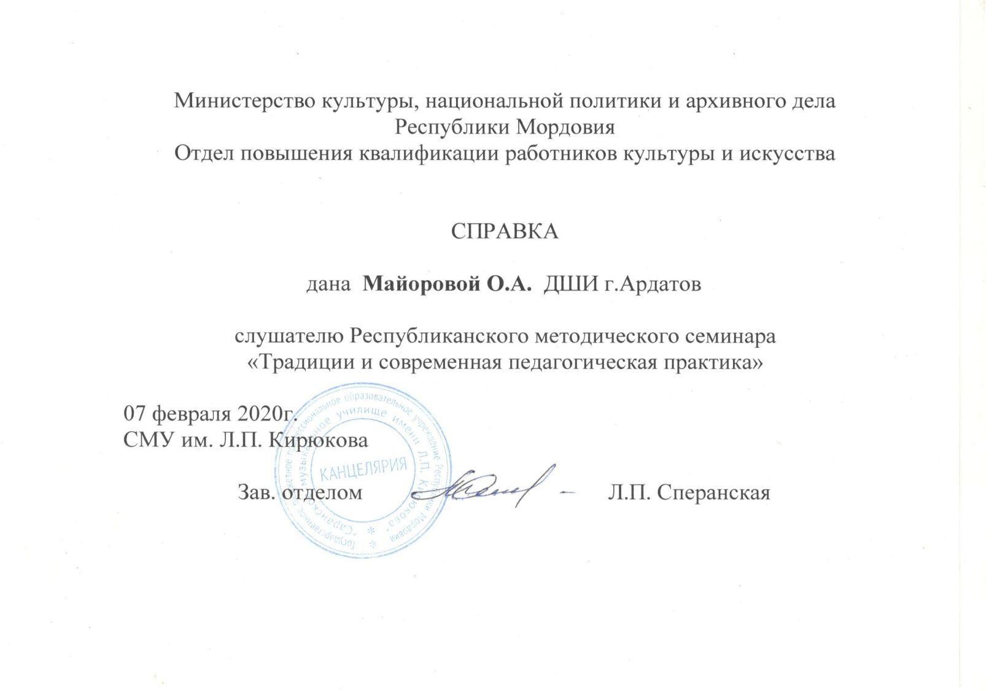 Министерство культуры, национальной политики и архивного дела
Республики Мордовия
Отдел повышения квалификации работников культуры и искусства
СПРАВКА
дана Майоровой О.А. ДШИ г.Ардатов
слушателю Республиканского методического семинара
«Традиции и современная педагогическая практика»
07 февраля 2020г.
СМУ им. Л.П. Кирюкова
Зав. отделом Л.П. Сперанская
Государственное бюджетное профессиональное образовательное учреждение Республики Мордовия
"Саранское музыкальное училище имени Л.П. Кирюкова"
КАНЦЕЛЯРИЯ